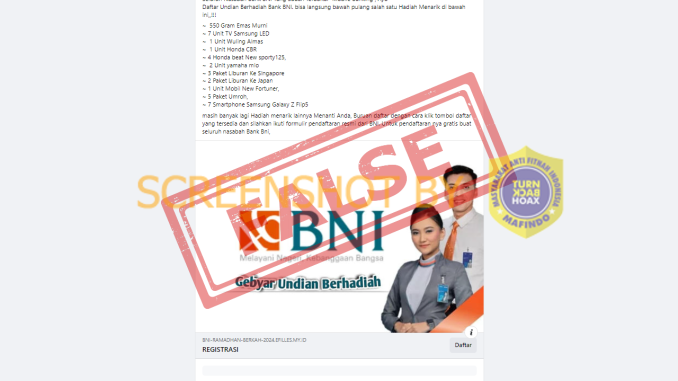 Daftar Undian Berhadiah Bank BNI. bisa langsung bawah pulang salah satu Hadiah Menarik di bawah
ini,,!!!
~ 550 Gram Emas Murni
~ 7 Unit TV Samsung LED
~ 1 Unit Wuling Almas
~ 1 Unit Honda CBR
~ 4 Honda beat New sporty125,
~ 2 Unit yamaha mio
~ 3 Paket Liburan Ke Singapore
~ 2 Paket Liburan Ke Japan
~ 1 Unit Mobil New Fortuner,
~ 5 Paket Umroh,
~ 7 Smartphone Samsung Galaxy Z Flip5
masih banyak lagi Hadiah menarik lainnya Menanti Anda, Buruan daftar dengan cara klik tombol daftar
yang tersedia dan silahkan ikuti formulir pendaftaran resmi dari BNI. Untuk pendaftaran nya gratis buat
seluruh nasabah Bank Bni,
SCREENSHOT BY
FALSE
MASYARAKAT ANTI FITNAH INDONESIA
TURN
BACK
HOAX
MAFINDO
BNI
Melayani Negeri, Kebanggaan Bangsa
Gebyar Undian Berhadiah
BNI-RAMADHAN-BERKAH-2024.EFILLES.MY.ID
REGISTRASI
Daftar